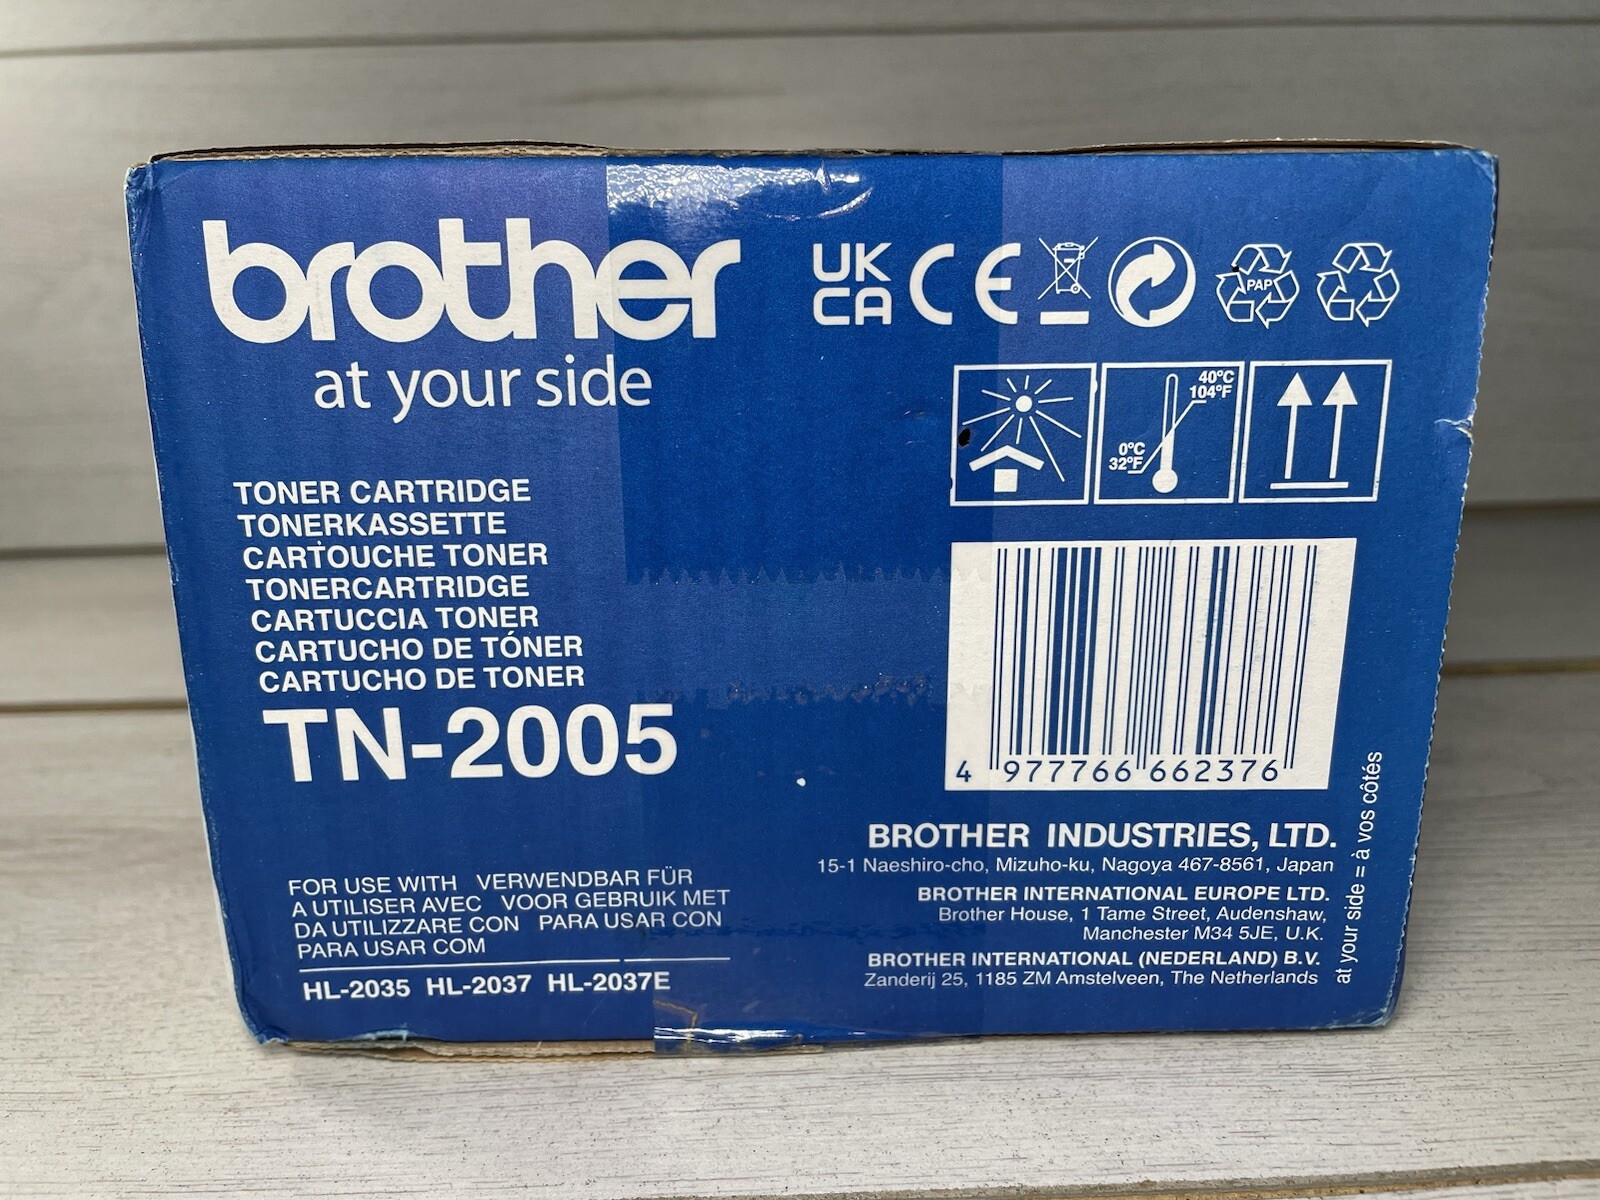 brother
at your side
UK
CA
CE
PAP
40°C
104°F
0°C
32°F
TONER CARTRIDGE
TONERKASSETTE
CARTOUCHE TONER
TONERCARTRIDGE
CARTUCCIA TONER
CARTUCHO DE TÓNER
CARTUCHO DE TONER
TN-2005
4 977766 662376
FOR USE WITH VERWENDBAR FÜR
A UTILISER AVEC VOOR GEBRUIK MET
DA UTILIZZARE CON PARA USAR CON
PARA USAR COM
HL-2035 HL-2037 HL-2037E
BROTHER INDUSTRIES, LTD.
15-1 Naeshiro-cho, Mizuho-ku, Nagoya 467-8561, Japan
BROTHER INTERNATIONAL EUROPE LTD.
Brother House, 1 Tame Street, Audenshaw,
Manchester M34 5JE, U.K.
BROTHER INTERNATIONAL (NEDERLAND) B.V.
Zanderij 25, 1185 ZM Amstelveen, The Netherlands
at your side = à vos côtés